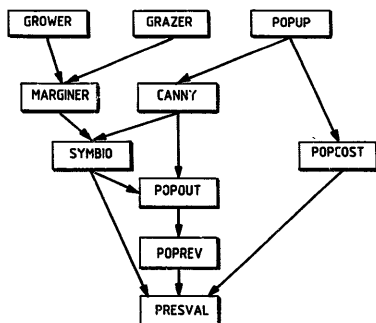 GROWER
GRAZER
POPUP
MARGINER
CANNY
SYMBIO
POPCOST
POPOUT
POPREV
PRESVAL